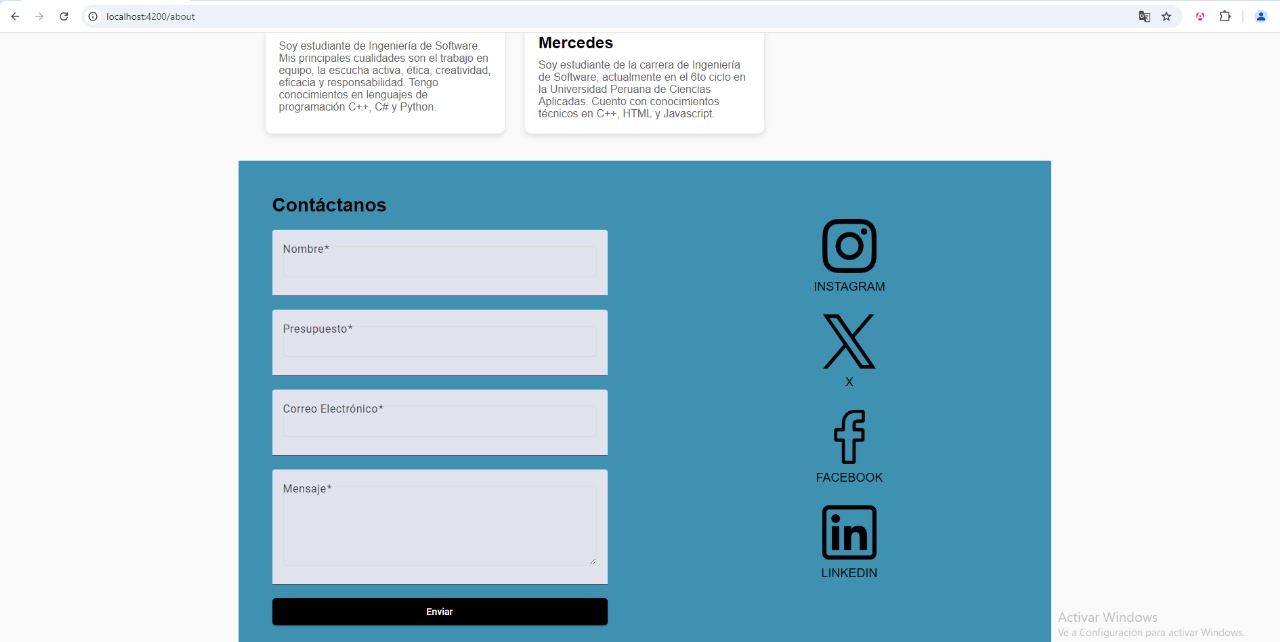 localhost:4200/about
Soy estudiante de Ingeniería de Software.
Mis principales cualidades son el trabajo en
equipo, la escucha activa, ética, creatividad,
eficacia y responsabilidad. Tengo
conocimientos en lenguajes de
programación C++, C# y Python.
Mercedes
Soy estudiante de la carrera de Ingeniería
de Software, actualmente en el 6to ciclo en
la Universidad Peruana de Ciencias
Aplicadas. Cuento con conocimientos
técnicos en C++, HTML y Javascript.
Contáctanos
Nombre*
Presupuesto*
Correo Electrónico*
Mensaje*
Enviar
INSTAGRAM
X
FACEBOOK
in
LINKEDIN
Activar Windows
Ve a Configuración para activar Windows.